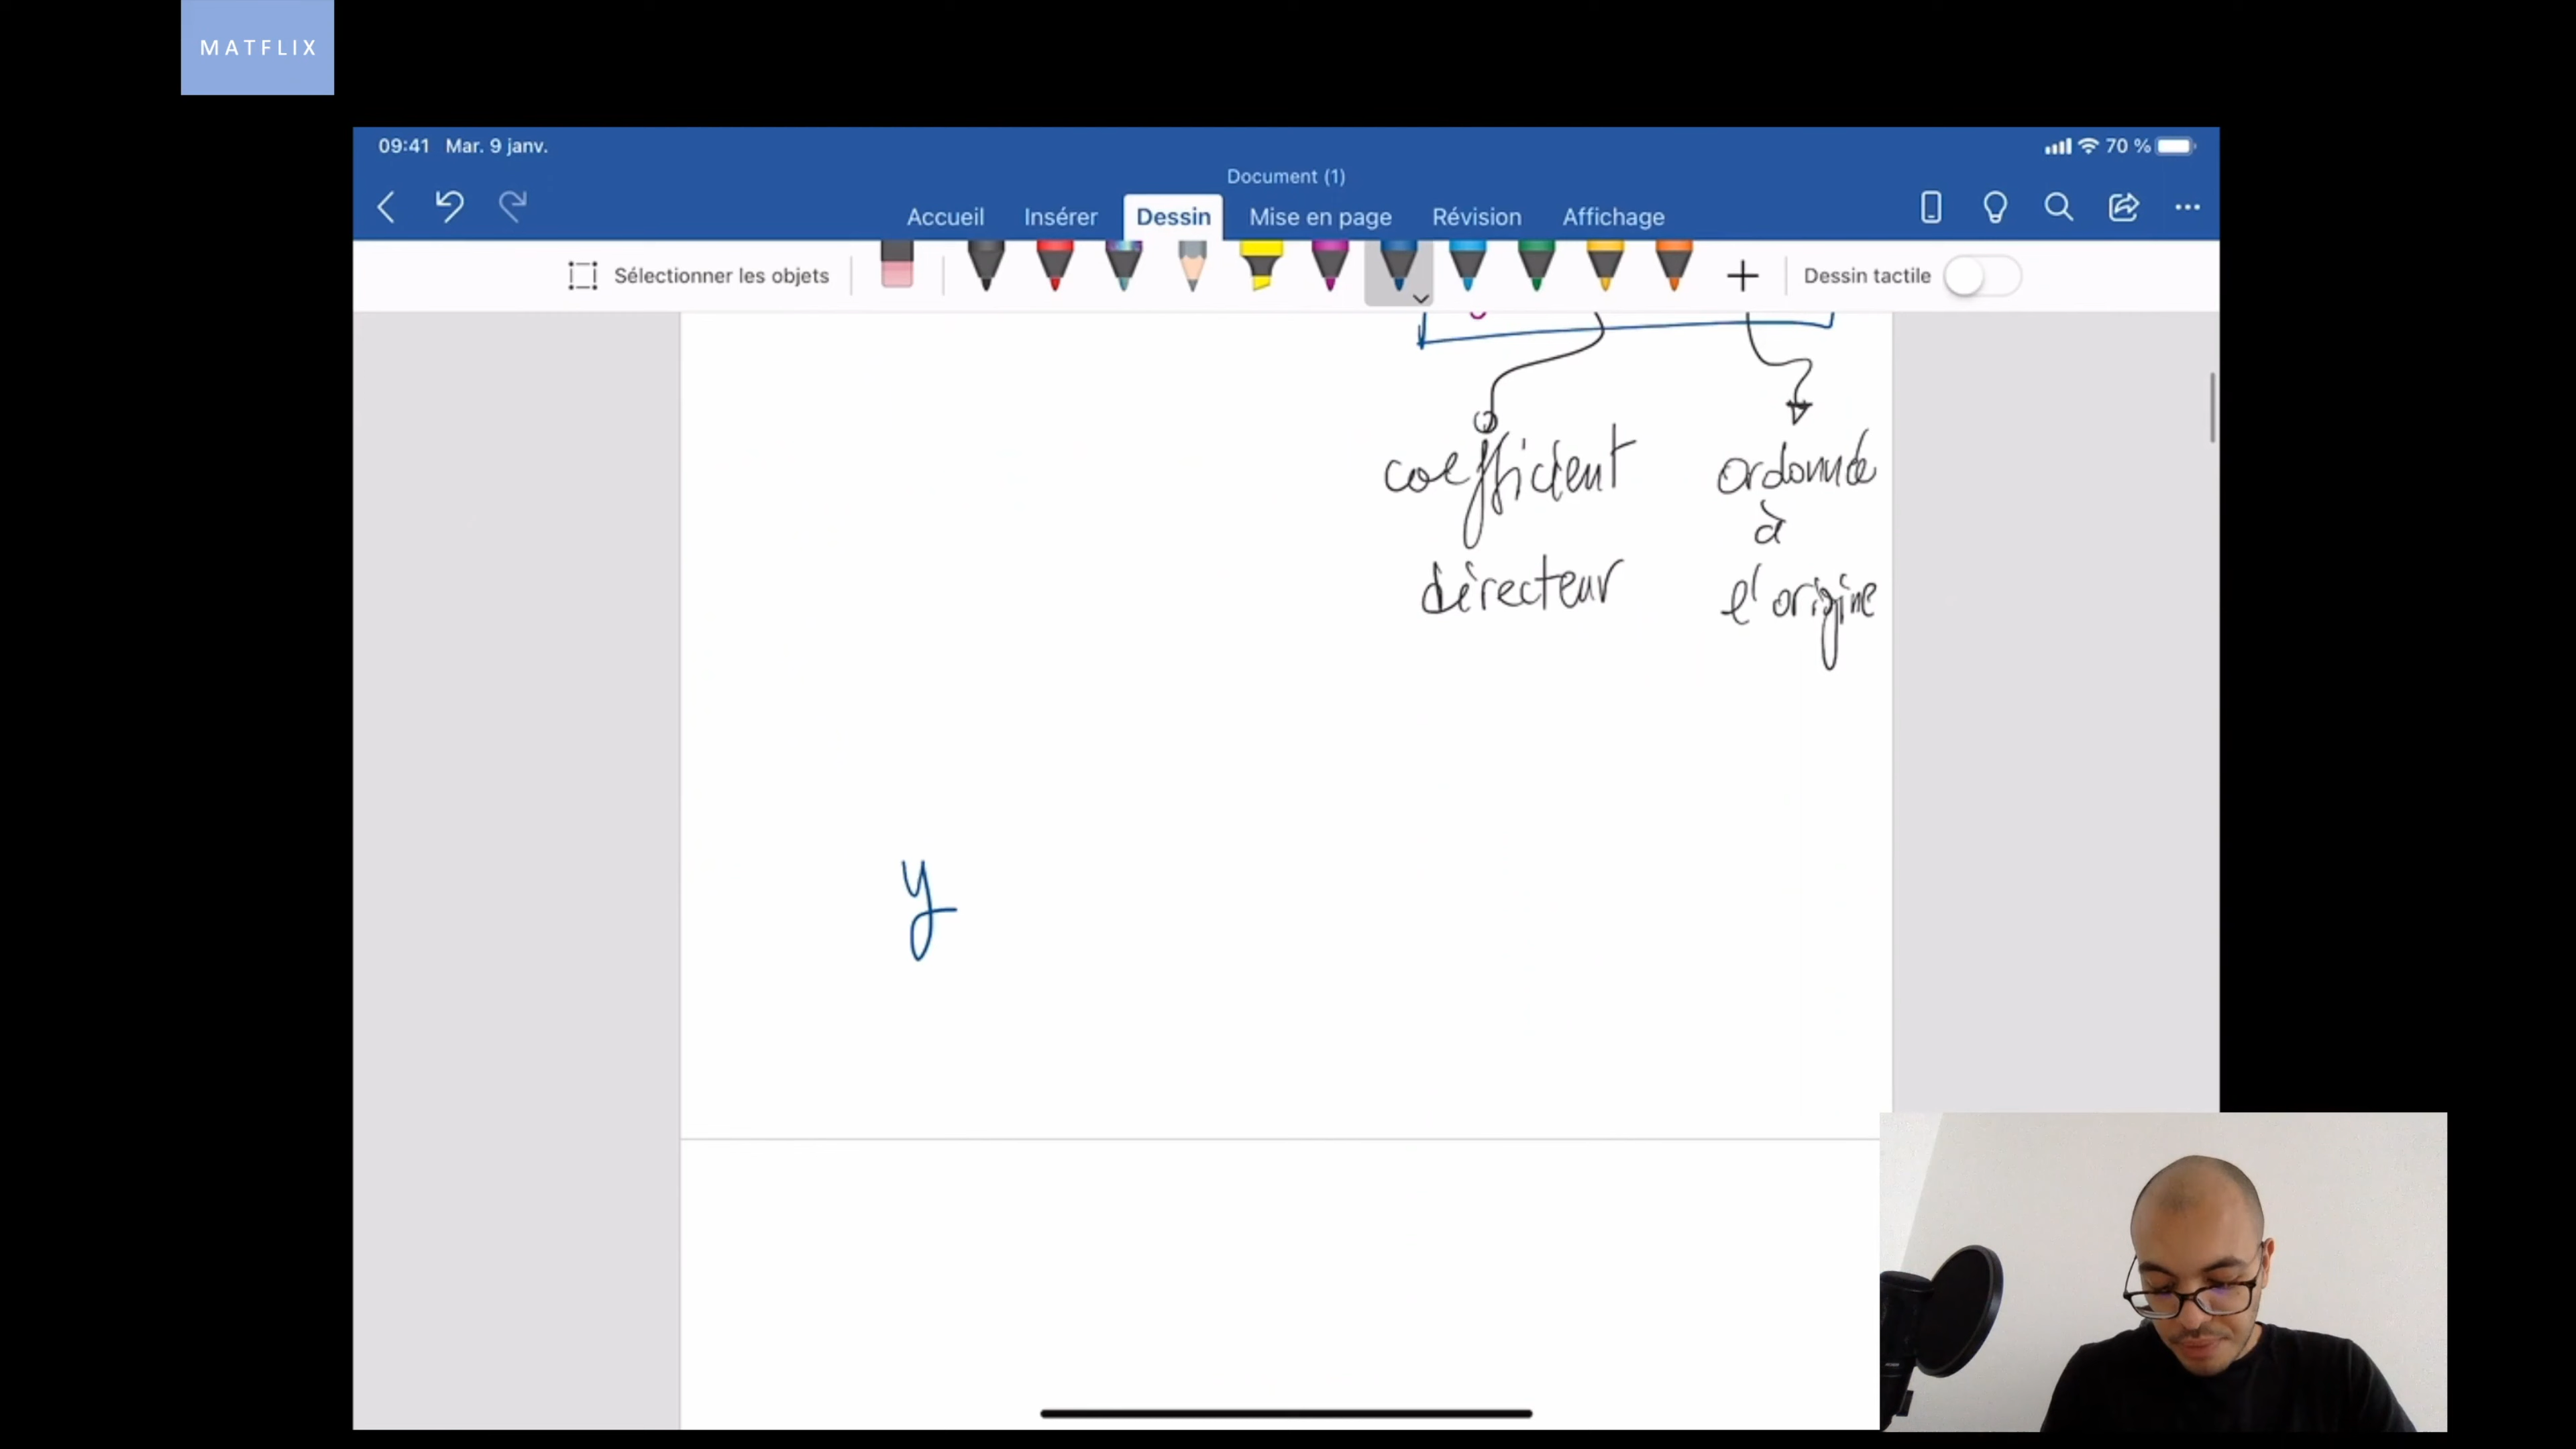 MATFLIX
09:41 Mar. 9 janv.
70 %
Document (1)
Accueil Insérer Dessin Mise en page Révision Affichage
Sélectionner les objets
Dessin tactile
coefficient ordonnée
à
directeur l'origine
y